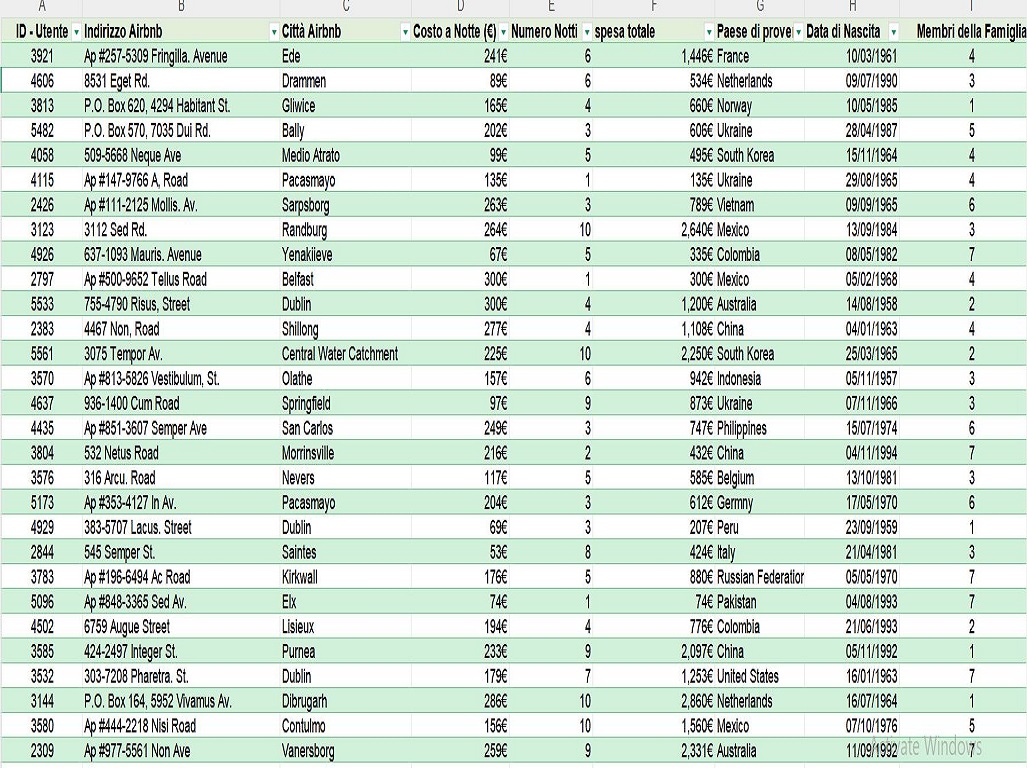 A B C D E F G H I
ID - Utente Indirizzo Airbnb Città Airbnb Costo a Notte (€) Numero Notti spesa totale Paese di prove Data di Nascita Membri della Famiglia
3921 Ap #257-5309 Fringilla. Avenue Ede 241€ 6 1,446€ France 10/03/1961 4
4606 8531 Eget Rd. Drammen 89€ 6 534€ Netherlands 09/07/1990 3
3813 P.O. Box 620, 4294 Habitant St. Gliwice 165€ 4 660€ Norway 10/05/1985 1
5482 P.O. Box 570, 7035 Dui Rd. Bally 202€ 3 606€ Ukraine 28/04/1987 5
4058 509-5668 Neque Ave Medio Atrato 99€ 5 495€ South Korea 15/11/1964 4
4115 Ap #147-9766 A, Road Pacasmayo 135€ 1 135€ Ukraine 29/08/1965 4
2426 Ap #111-2125 Mollis. Av. Sarpsborg 263€ 3 789€ Vietnam 09/09/1965 6
3123 3112 Sed Rd. Randburg 264€ 10 2,640€ Mexico 13/09/1984 3
4926 637-1093 Mauris. Avenue Yenakiieve 67€ 5 335€ Colombia 08/05/1982 7
2797 Ap #500-9652 Tellus Road Belfast 300€ 1 300€ Mexico 05/02/1968 4
5533 755-4790 Risus, Street Dublin 300€ 4 1,200€ Australia 14/08/1958 2
2383 4467 Non, Road Shillong 277€ 4 1,108€ China 04/01/1963 4
5561 3075 Tempor Av. Central Water Catchment 225€ 10 2,250€ South Korea 25/03/1965 2
3570 Ap #813-5826 Vestibulum, St. Olathe 157€ 6 942€ Indonesia 05/11/1957 3
4637 936-1400 Cum Road Springfield 97€ 9 873€ Ukraine 07/11/1966 3
4435 Ap #851-3607 Semper Ave San Carlos 249€ 3 747€ Philippines 15/07/1974 6
3804 532 Netus Road Morrinsville 216€ 2 432€ China 04/11/1994 7
3576 316 Arcu. Road Nevers 117€ 5 585€ Belgium 13/10/1981 3
5173 Ap #353-4127 In Av. Pacasmayo 204€ 3 612€ Germny 17/05/1970 6
4929 383-5707 Lacus. Street Dublin 69€ 3 207€ Peru 23/09/1959 1
2844 545 Semper St. Saintes 53€ 8 424€ Italy 21/04/1981 3
3783 Ap #196-6494 Ac Road Kirkwall 176€ 5 880€ Russian Federation 05/05/1970 7
5096 Ap #848-3365 Sed Av. Elx 74€ 1 74€ Pakistan 04/08/1993 7
4502 6759 Augue Street Lisieux 194€ 4 776€ Colombia 21/06/1993 2
3585 424-2497 Integer St. Purnea 233€ 9 2,097€ China 05/11/1992 1
3532 303-7208 Pharetra. St. Dublin 179€ 7 1,253€ United States 16/01/1963 7
3144 P.O. Box 164, 5952 Vivamus Av. Dibrugarh 286€ 10 2,860€ Netherlands 16/07/1964 1
3580 Ap #444-2218 Nisi Road Contulmo 156€ 10 1,560€ Mexico 07/10/1976 5
2309 Ap #977-5561 Non Ave Vanersborg 259€ 9 2,331€ Australia 11/09/1992 7
Activate Windows